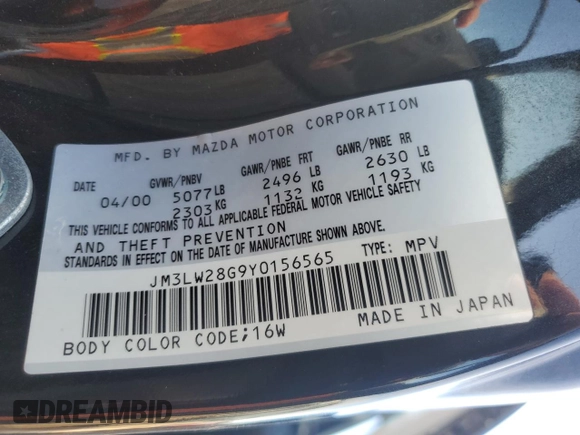 MFD. BY MAZDA MOTOR CORPORATION
DATE GVWR/PNBV GAWR/PNBE FRT GAWR/PNBE RR
04/00 5077LB 2496 LB 2630 LB
2303KG 1132 KG 1193 KG
THIS VEHICLE CONFORMS TO ALL APPLICABLE FEDERAL MOTOR VEHICLE SAFETY
AND THEFT PREVENTION
STANDARDS IN EFFECT ON THE DATE OF MANUFACTURE SHOWN ABOVE.
JM3LW28G9Y0156565 TYPE: MPV
BODY COLOR CODE;16W MADE IN JAPAN
DREAMBID